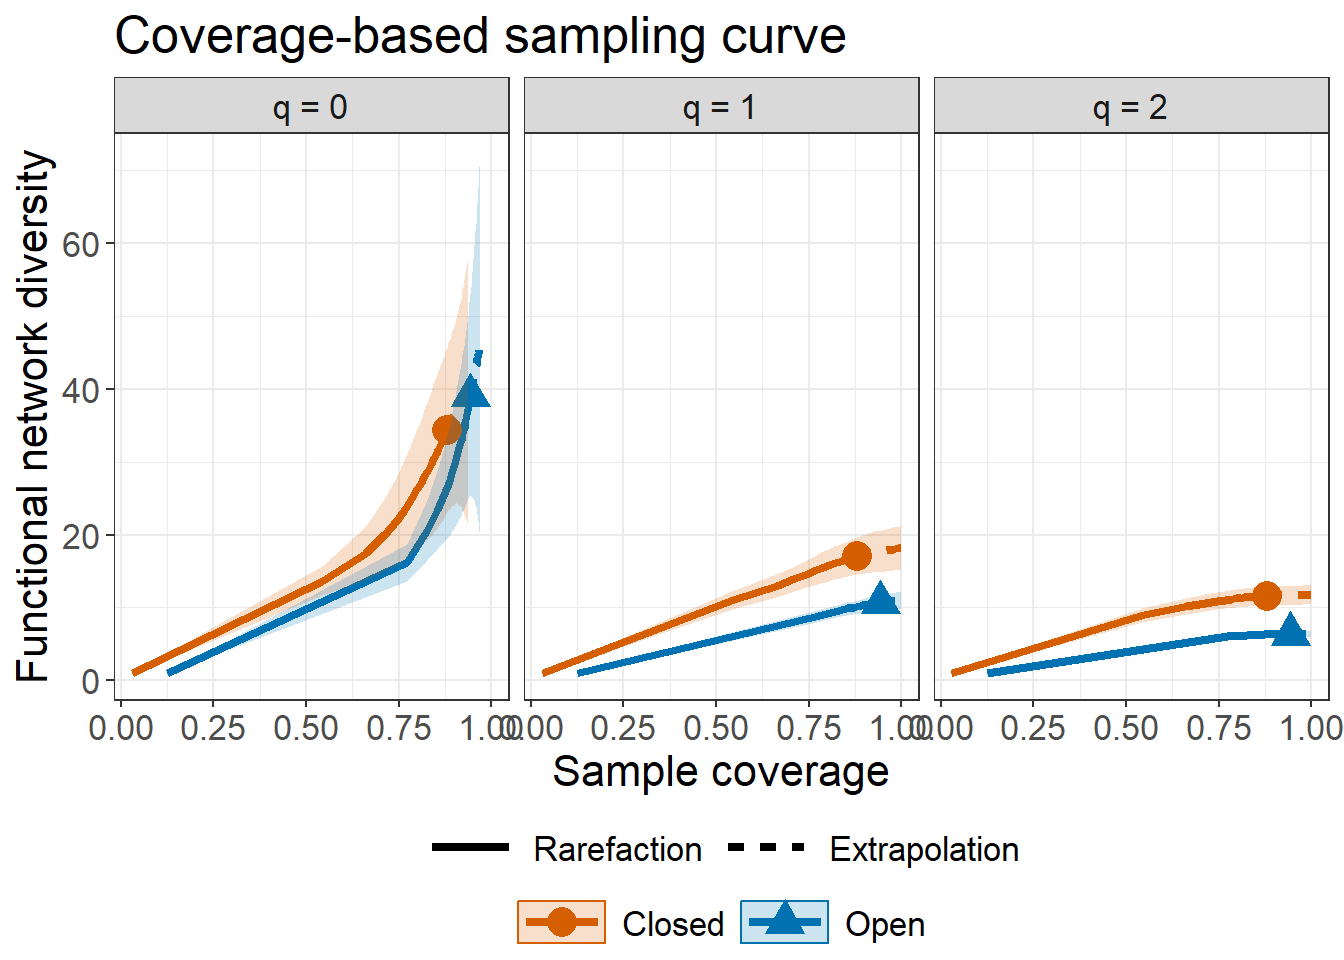 Coverage-based sampling curve
q = 0
q = 1
q = 2
Functional network diversity
60
40
20
0
0.00 0.25 0.50 0.75 1.00
0.00 0.25 0.50 0.75 1.00
0.00 0.25 0.50 0.75 1.00
Sample coverage
Rarefaction Extrapolation
Closed Open